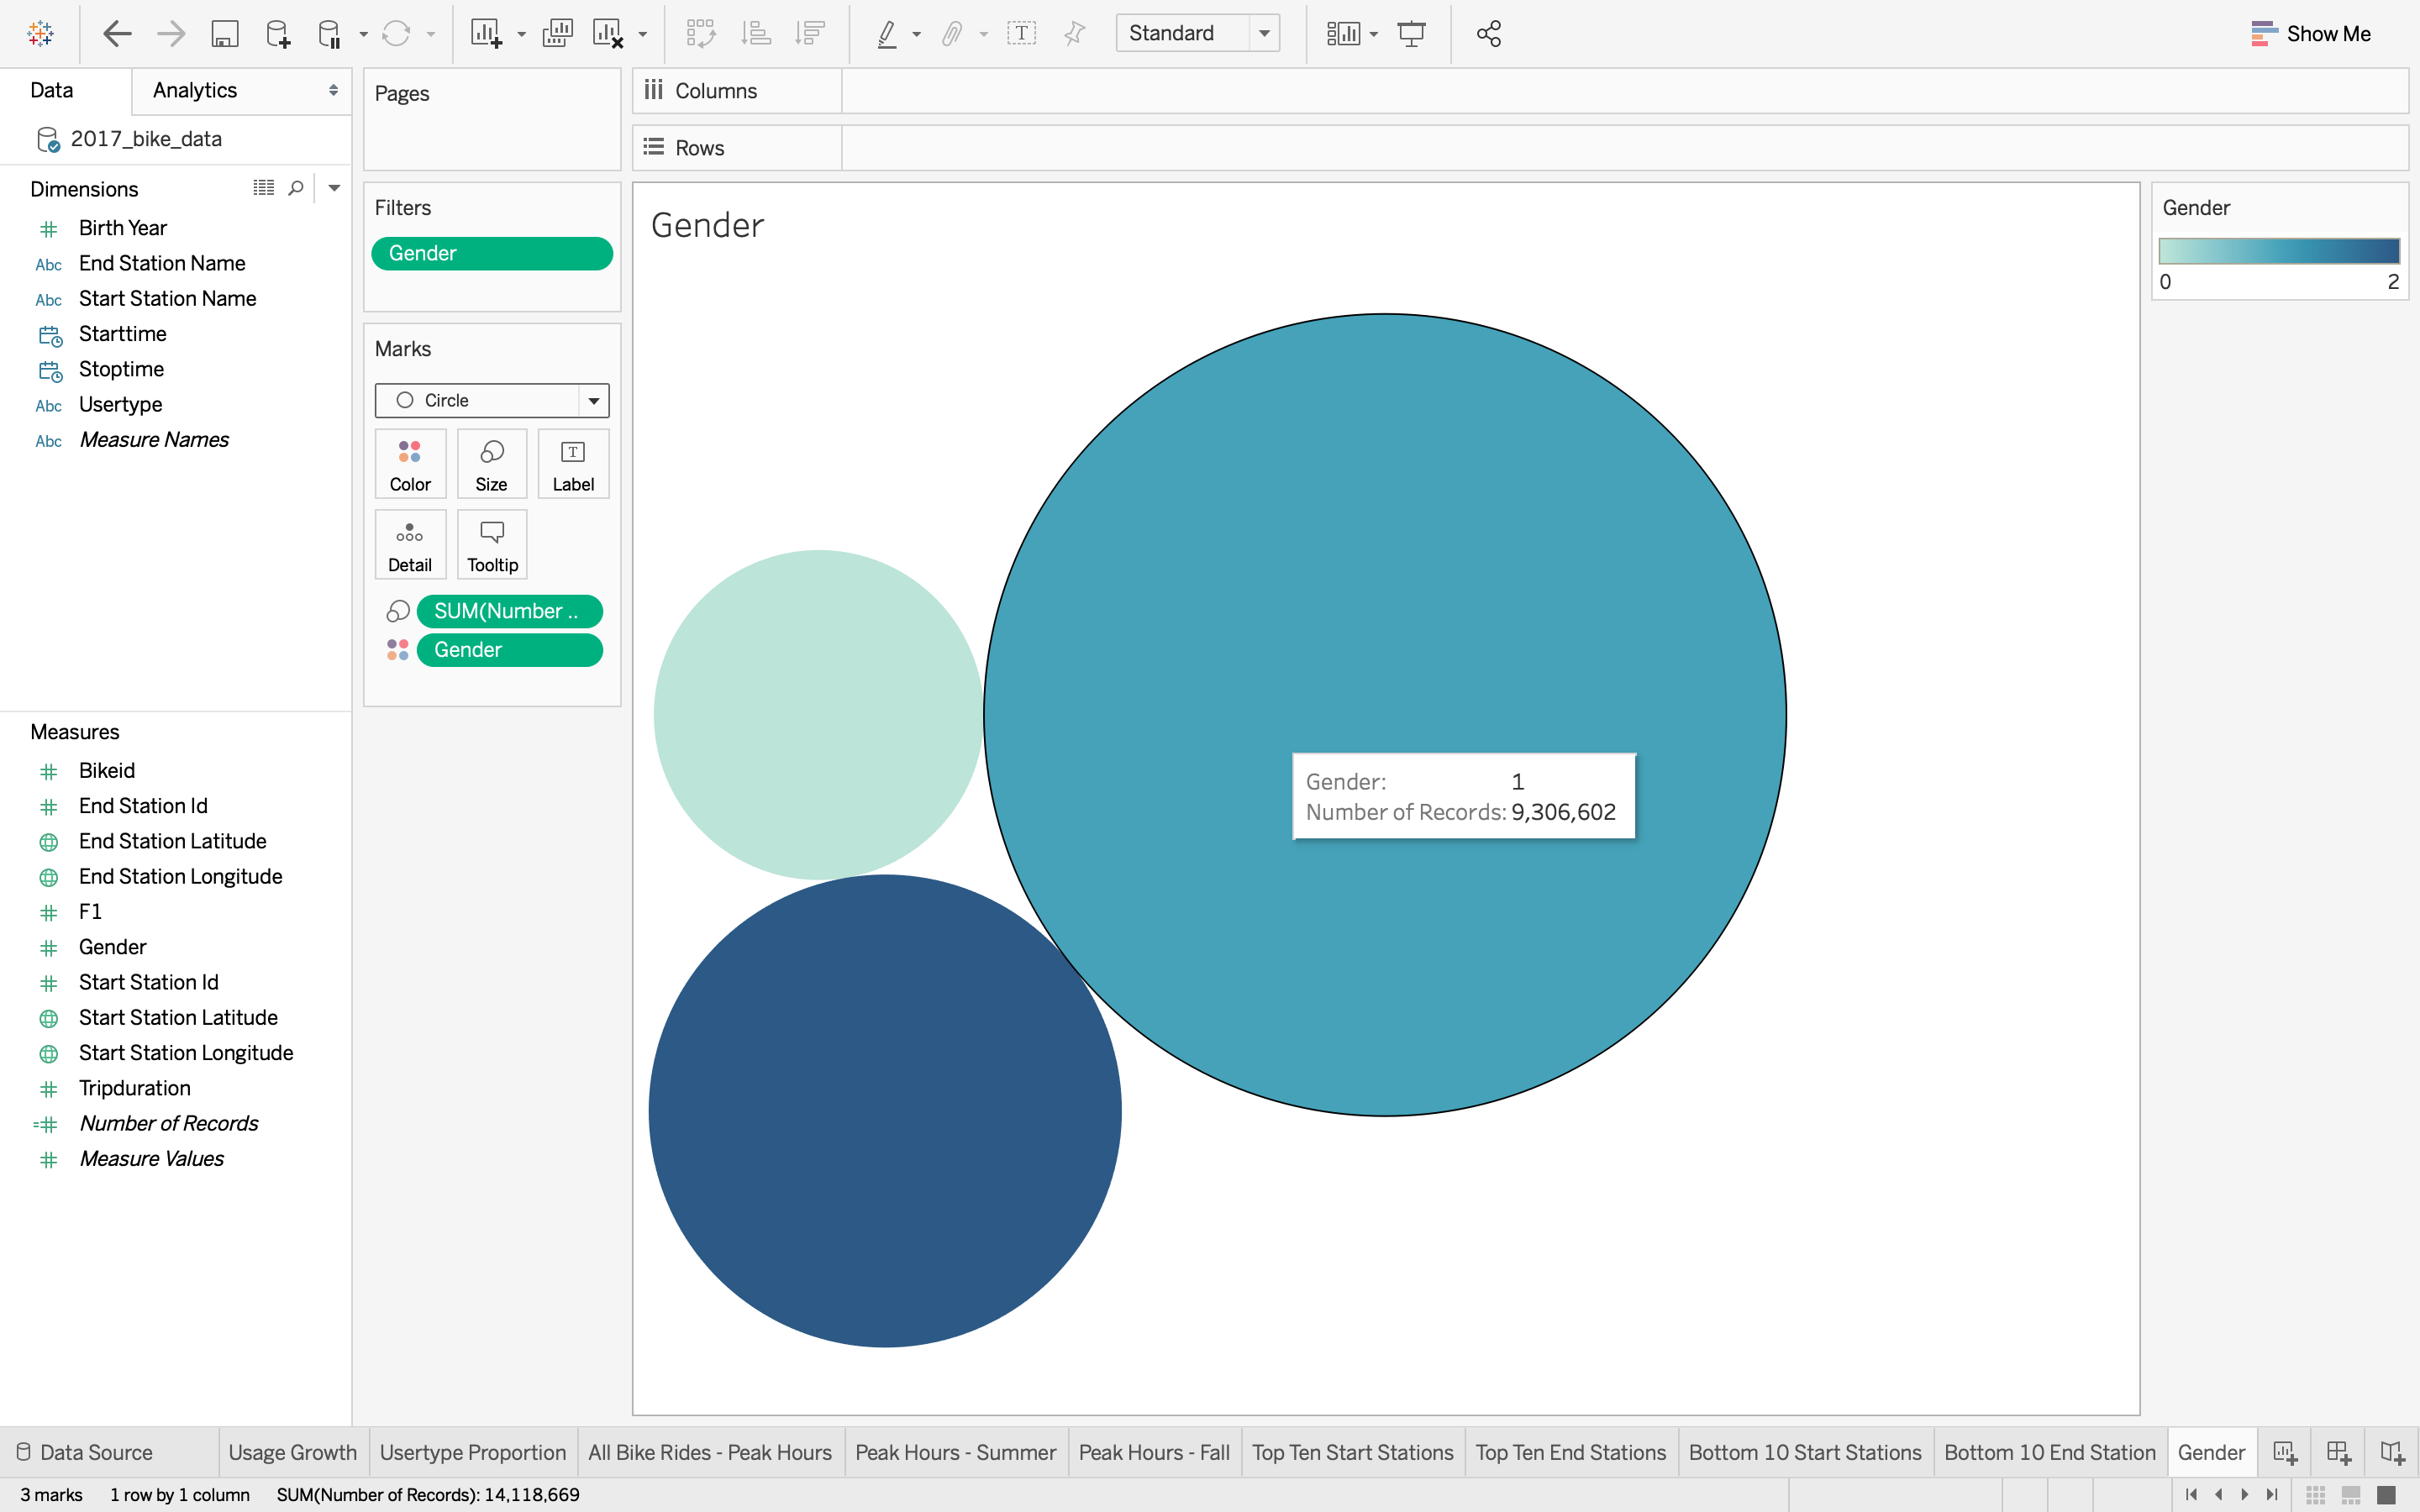 Standard
Show Me
Data
Analytics
2017_bike_data
Dimensions
Birth Year
Abc End Station Name
Abc Start Station Name
Starttime
Stoptime
Abc Usertype
Abc Measure Names
Measures
Bikeid
End Station Id
End Station Latitude
End Station Longitude
F1
Gender
Start Station Id
Start Station Latitude
Start Station Longitude
Tripduration
Number of Records
Measure Values
Pages
Filters
Gender
Marks
Circle
Color Size Label
Detail Tooltip
SUM(Number ..
Gender
Columns
Rows
Gender
Gender: 1
Number of Records: 9,306,602
Gender
0 2
Data Source Usage Growth Usertype Proportion All Bike Rides - Peak Hours Peak Hours - Summer Peak Hours - Fall Top Ten Start Stations Top Ten End Stations Bottom 10 Start Stations Bottom 10 End Station Gender
3 marks 1 row by 1 column SUM(Number of Records): 14,118,669